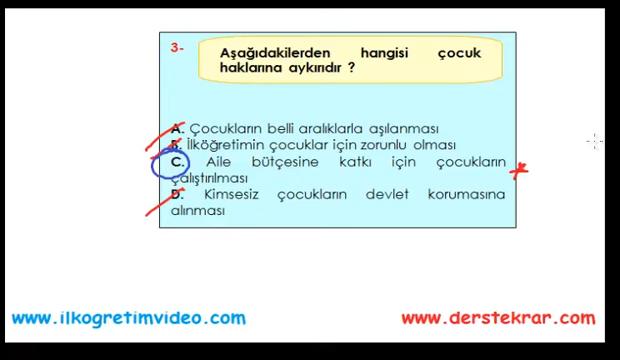 3-
Aşağıdakilerden hangisi çocuk
haklarına aykırıdır ?
A. Çocukların belli aralıklarla aşılanması
B. İlköğretimin çocuklar için zorunlu olması
C. Aile bütçesine katkı için çocukların
çalıştırılması
D. Kimsesiz çocukların devlet korumasına
alınması
www.ilkogretimvideo.com
www.derstekrar.com